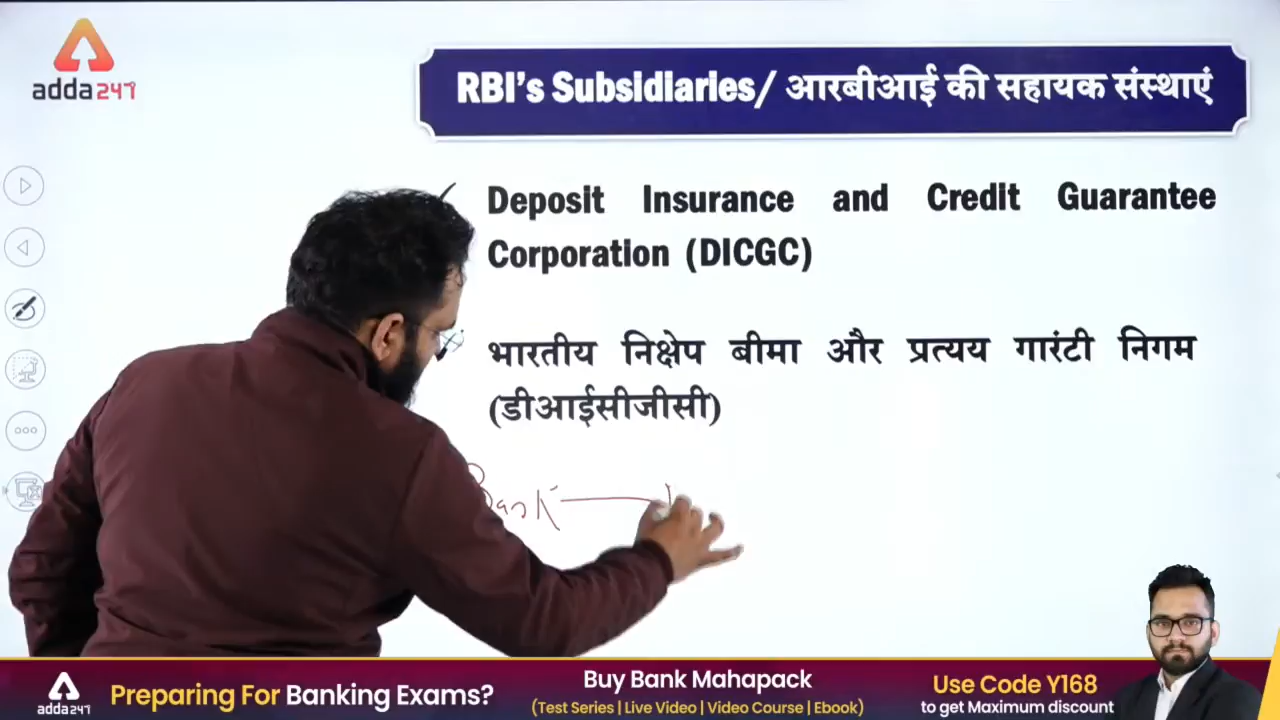 adda247
RBI's Subsidiaries/ आरबीआई की सहायक संस्थाएं
Deposit Insurance and Credit Guarantee
Corporation (DICGC)
भारतीय निक्षेप बीमा और प्रत्यय गारंटी निगम
(डीआईसीजीसी)
Bank
adda247
Preparing For Banking Exams?
Buy Bank Mahapack
(Test Series | Live Video | Video Course | Ebook)
Use Code Y168
to get Maximum discount